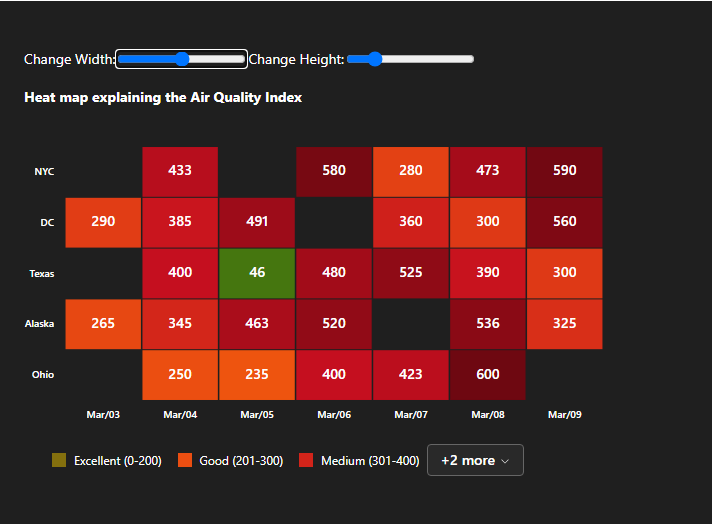 Change Width: Change Height:
Heat map explaining the Air Quality Index
NYC 433 580 280 473 590
DC 290 385 491 360 300 560
Texas 400 46 480 525 390 300
Alaska 265 345 463 520 536 325
Ohio 250 235 400 423 600
Mar/03 Mar/04 Mar/05 Mar/06 Mar/07 Mar/08 Mar/09
Excellent (0-200) Good (201-300) Medium (301-400) +2 more